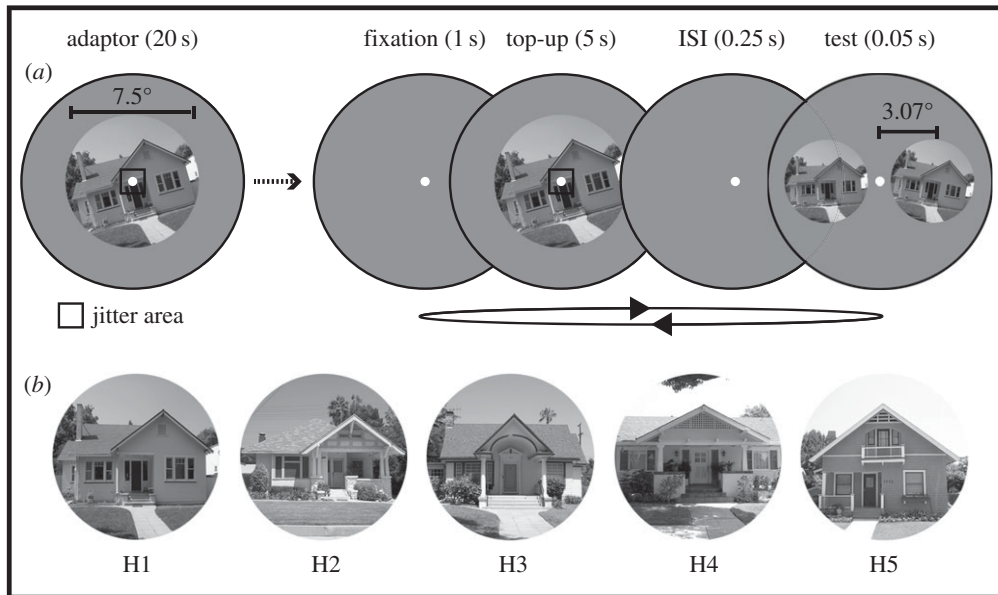 adaptor (20 s) fixation (1 s) top-up (5 s) ISI (0.25 s) test (0.05 s)
(a)
7.5°
3.07°
jitter area
(b)
H1 H2 H3 H4 H5